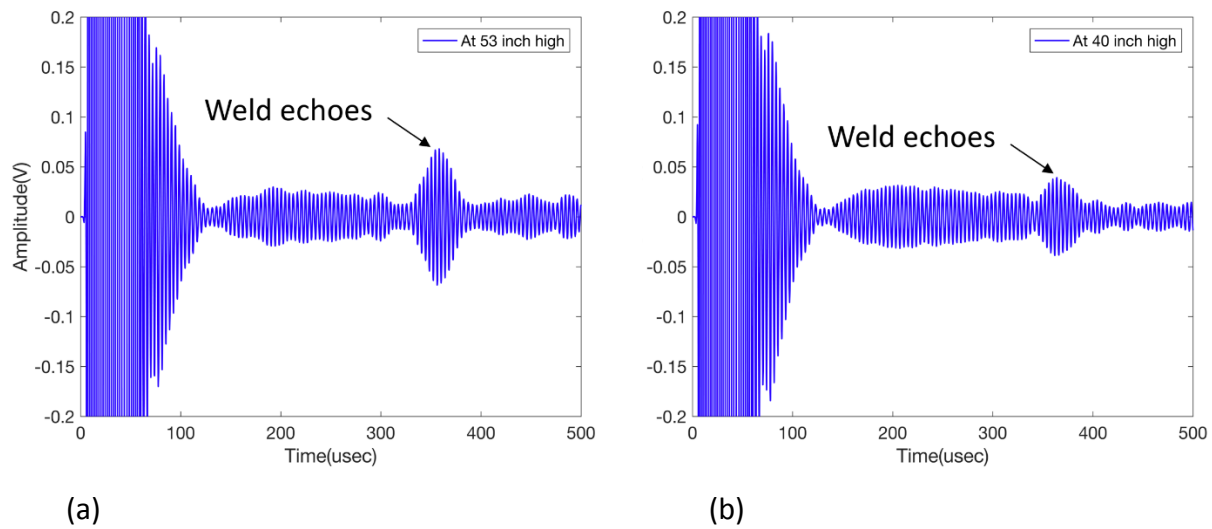 At 53 inch high
Weld echoes
Amplitude(V)
0.2
0.15
0.1
0.05
0
-0.05
-0.1
-0.15
-0.2
0 100 200 300 400 500
Time(usec)
(a)
At 40 inch high
Weld echoes
0.2
0.15
0.1
0.05
0
-0.05
-0.1
-0.15
-0.2
0 100 200 300 400 500
Time(usec)
(b)